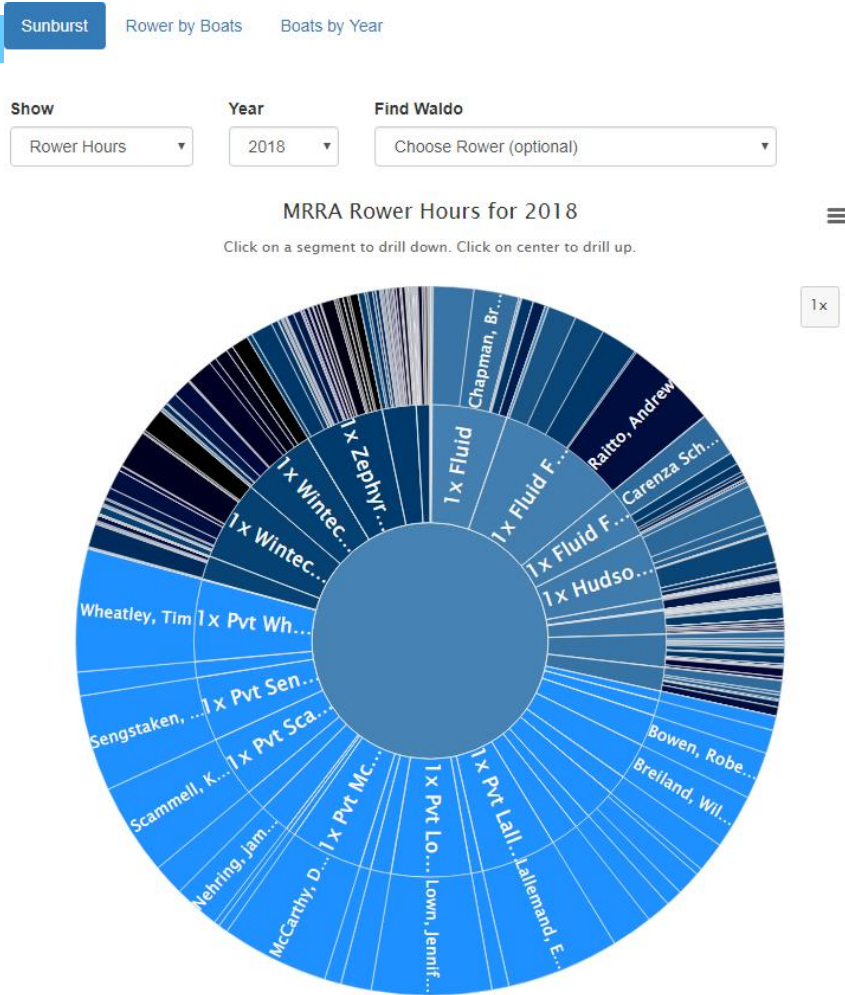 Sunburst Rower by Boats Boats by Year
Show Year Find Waldo
Rower Hours 2018 Choose Rower (optional)
MRRA Rower Hours for 2018
Click on a segment to drill down. Click on center to drill up.
1x
Chapman, Br...
1x Fluid
Raitto, Andrew
1x Fluid F...
Carenza Sch...
1x Fluid F...
1x Hudso...
Bowen, Robe...
Breiland, Wil...
1x Pvt Lall...
Lallemand, E...
1x Pvt Lo...
Lown, Jennif...
1x Pvt Mc...
McCarthy, D...
Nehring, jam...
1x Pvt Sca...
Scammell, K...
1x Pvt Sen...
Sengstaken, ...
1x Pvt Wh...
Wheatley, Tim
1x Wintec...
1x Wintec...
1x Zephyr...